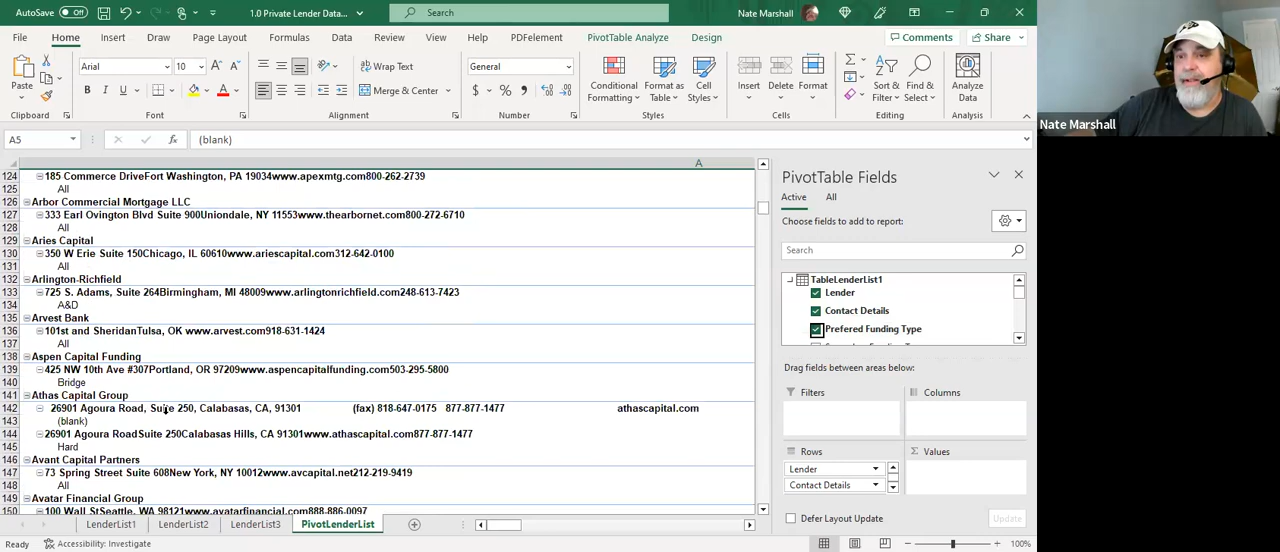 AutoSave Off 1.0 Private Lender Data... Search Nate Marshall
File Home Insert Draw Page Layout Formulas Data Review View Help PDFelement PivotTable Analyze Design Comments Share
Paste Arial 10 Wrap Text General Conditional Formatting Format as Table Cell Styles Insert Delete Format Sort & Filter Find & Select Analyze Data
B I U A Merge & Center $ % 9
Clipboard Font Alignment Number Styles Cells Editing Analysis
A5 fx (blank)
A
124 185 Commerce DriveFort Washington, PA 19034www.apexmtg.com800-262-2739
125 All
126 Arbor Commercial Mortgage LLC
127 333 Earl Ovington Blvd Suite 900Uniondale, NY 11553www.thearbornet.com800-272-6710
128 All
129 Aries Capital
130 350 W Erie Suite 150Chicago, IL 60610www.ariescapital.com312-642-0100
131 All
132 Arlington-Richfield
133 725 S. Adams, Suite 264Birmingham, MI 48009www.arlingtonrichfield.com248-613-7423
134 A&D
135 Arvest Bank
136 101st and SheridanTulsa, OK www.arvest.com918-631-1424
137 All
138 Aspen Capital Funding
139 425 NW 10th Ave #307Portland, OR 97209www.aspencapitalfunding.com503-295-5800
140 Bridge
141 Athas Capital Group
142 26901 Agoura Road, Suite 250, Calabasas, CA, 91301 (fax) 818-647-0175 877-877-1477 athascapital.com
143 (blank)
144 26901 Agoura RoadSuite 250Calabasas Hills, CA 91301www.athascapital.com877-877-1477
145 Hard
146 Avant Capital Partners
147 73 Spring Street Suite 608New York, NY 10012www.avcapital.net212-219-9419
148 All
149 Avatar Financial Group
150 100 Wall StSeattle, WA 98121www.avatarfinancial.com888-886-0097
LenderList1 LenderList2 LenderList3 PivotLenderList
Ready Accessibility: Investigate 100%
PivotTable Fields
Active All
Choose fields to add to report:
Search
TableLenderList1
Lender
Contact Details
Prefered Funding Type
Drag fields between areas below:
Filters Columns
Rows Values
Lender
Contact Details
Defer Layout Update Update
Nate Marshall